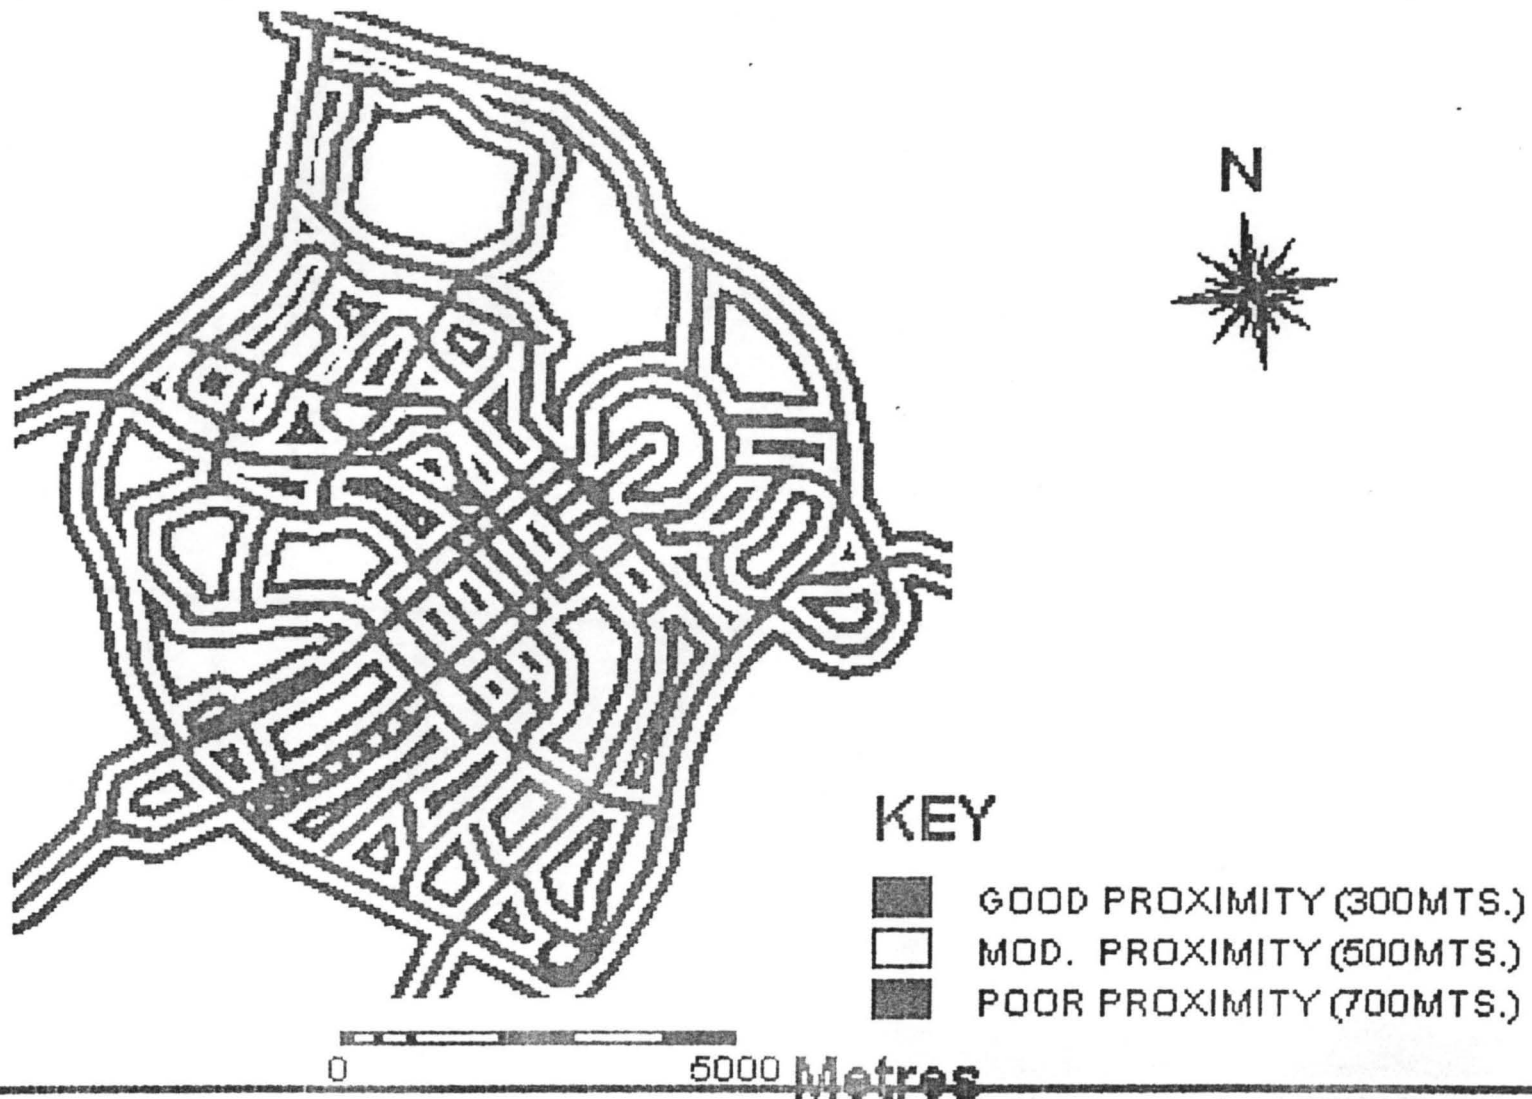 N
KEY
GOOD PROXIMITY (300MTS.)
MOD. PROXIMITY (500MTS.)
POOR PROXIMITY (700MTS.)
0 5000 Metres